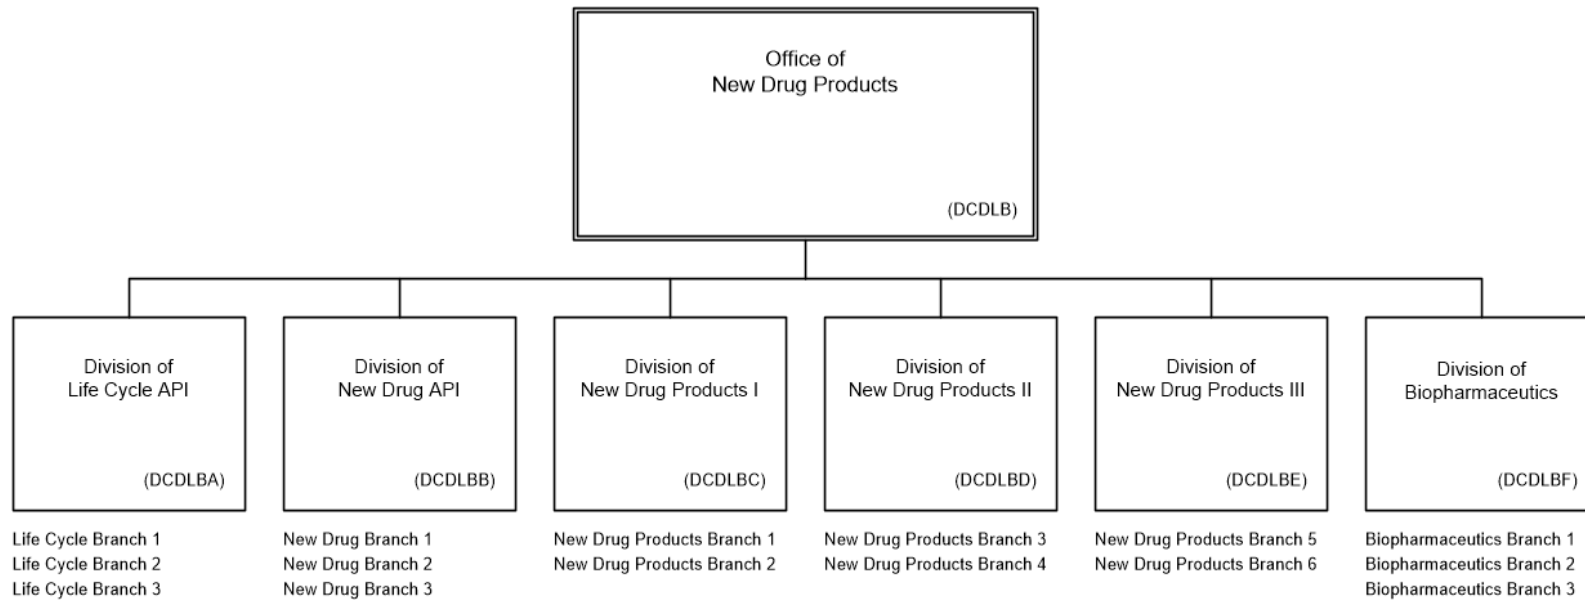 Office of
New Drug Products
(DCDLB)
Division of
Life Cycle API
(DCDLBA)
Life Cycle Branch 1
Life Cycle Branch 2
Life Cycle Branch 3
Division of
New Drug API
(DCDLBB)
New Drug Branch 1
New Drug Branch 2
New Drug Branch 3
Division of
New Drug Products I
(DCDLBC)
New Drug Products Branch 1
New Drug Products Branch 2
Division of
New Drug Products II
(DCDLBD)
New Drug Products Branch 3
New Drug Products Branch 4
Division of
New Drug Products III
(DCDLBE)
New Drug Products Branch 5
New Drug Products Branch 6
Division of
Biopharmaceutics
(DCDLBF)
Biopharmaceutics Branch 1
Biopharmaceutics Branch 2
Biopharmaceutics Branch 3